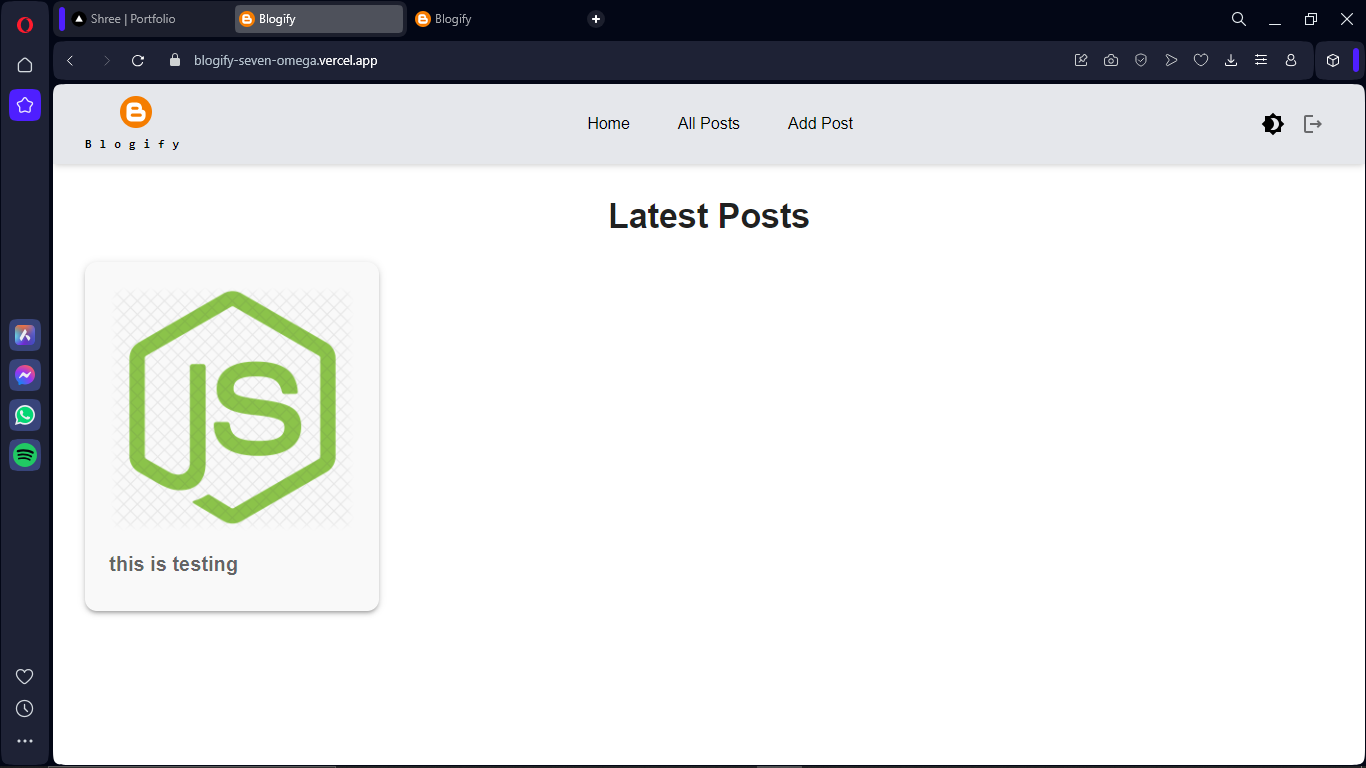 Shree | Portfolio
Blogify
Blogify
blogify-seven-omega.vercel.app
Blogify
Home
All Posts
Add Post
Latest Posts
JS
this is testing